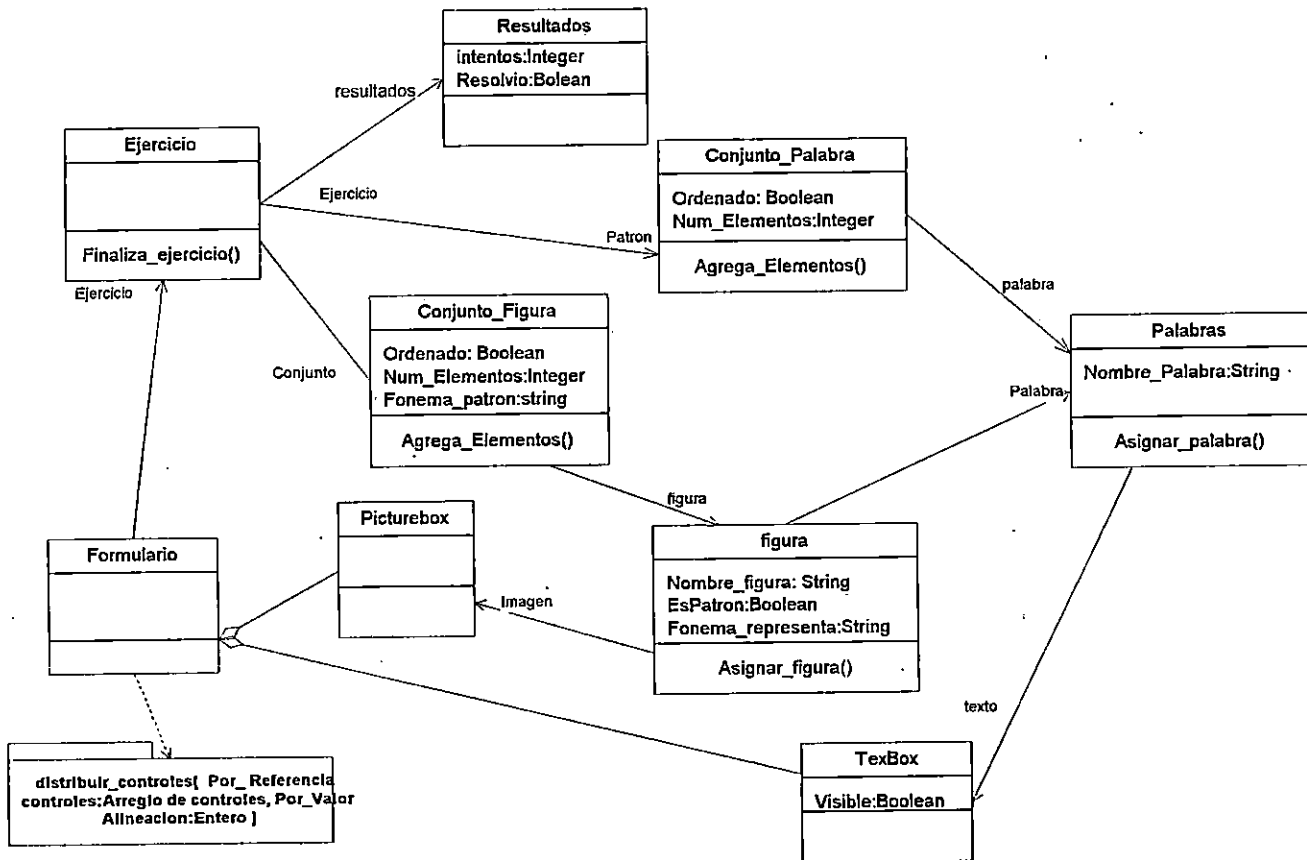 Resultados
intentos:Integer
Resolvio:Bolean
resultados
Ejercicio
Finaliza_ejercicio()
Ejercicio
Patron
Conjunto_Palabra
Ordenado: Boolean
Num_Elementos:Integer
Agrega_Elementos()
Ejercicio
Conjunto
Conjunto_Figura
Ordenado: Boolean
Num_Elementos:Integer
Fonema_patron:string
Agrega_Elementos()
palabra
Palabra
Palabras
Nombre_Palabra:String
Asignar_palabra()
figura
figura
Nombre_figura: String
EsPatron:Boolean
Fonema_representa:String
Asignar_figura()
Imagen
Picturebox
Formulario
texto
TexBox
Visible:Boolean
distribuir_controles( Por_Referencia
controles:Arreglo de controles, Por_Valor
Alineacion:Entero )